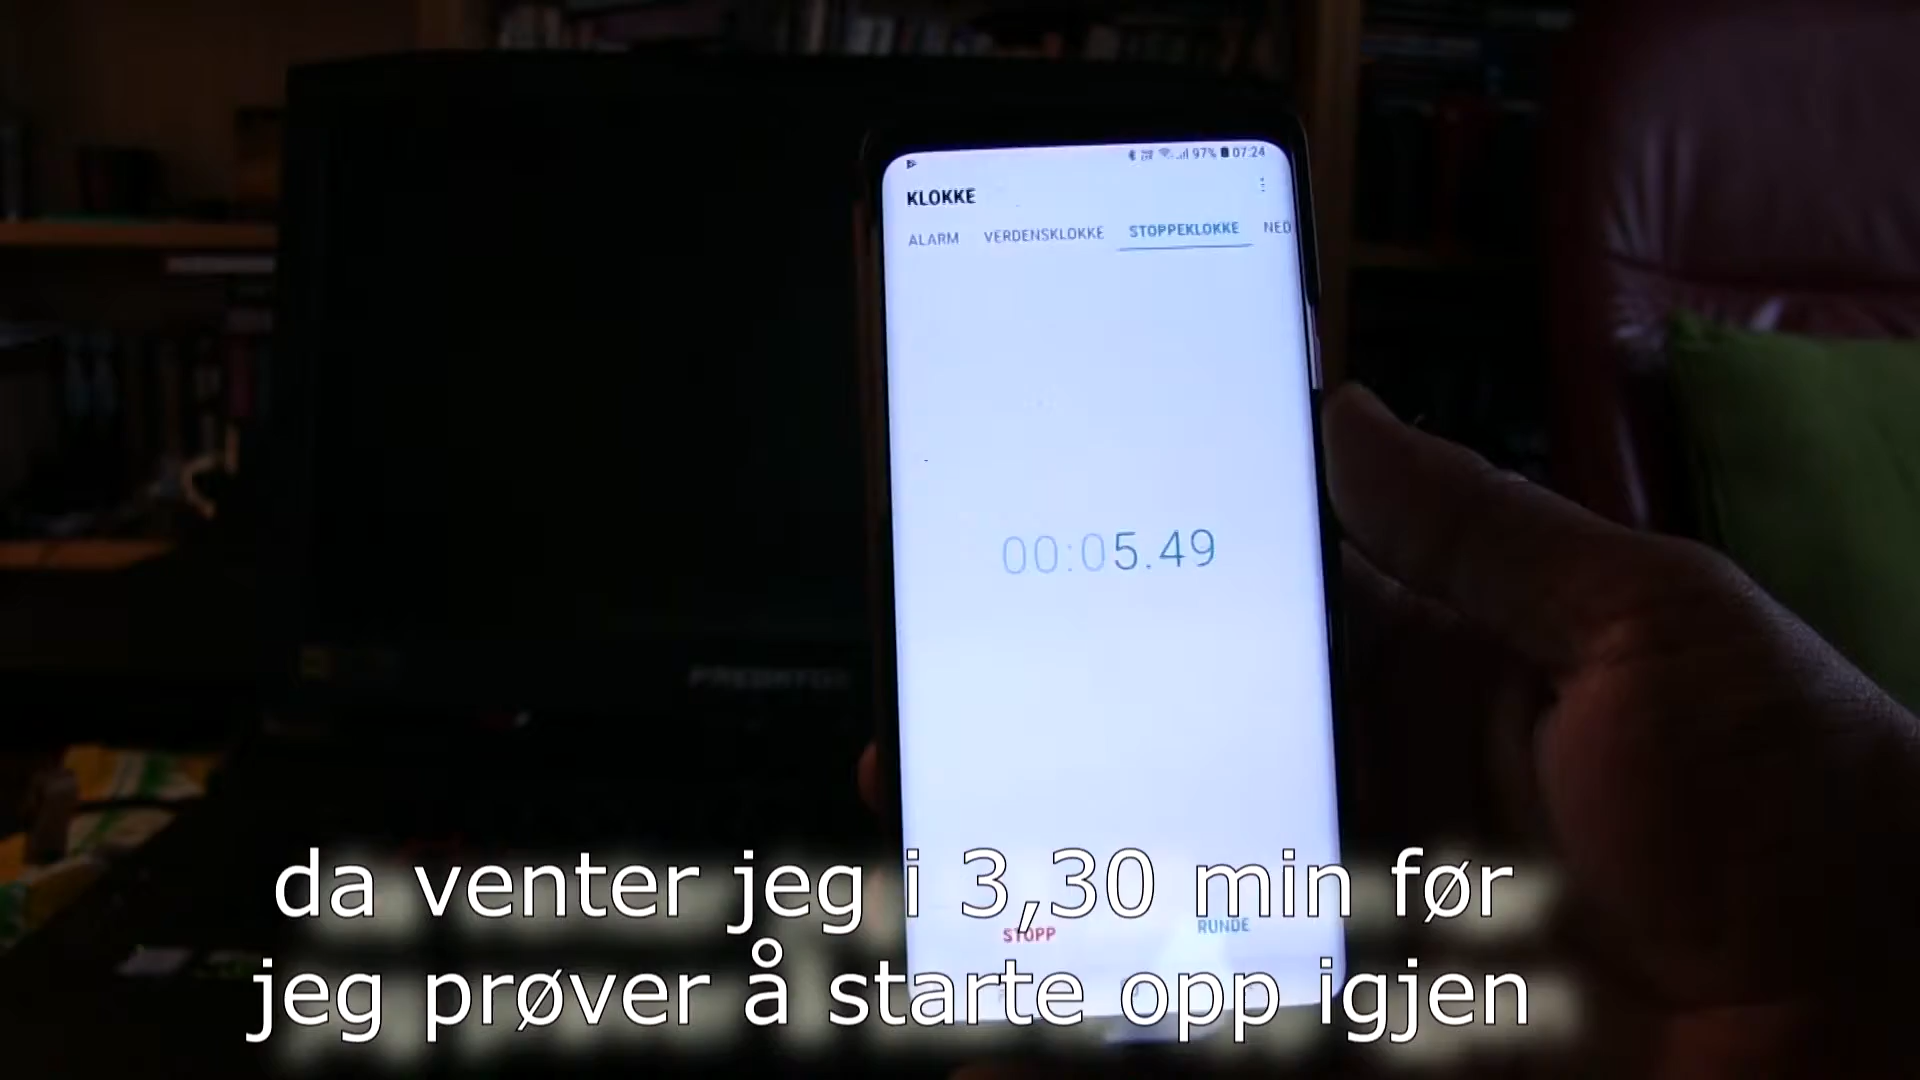 97% 07:24
KLOKKE
ALARM VERDENSKLOKKE STOPPEKLOKKE NED
00:05.49
PREDATOR
STOPP RUNDE
da venter jeg i 3,30 min før
jeg prøver å starte opp igjen